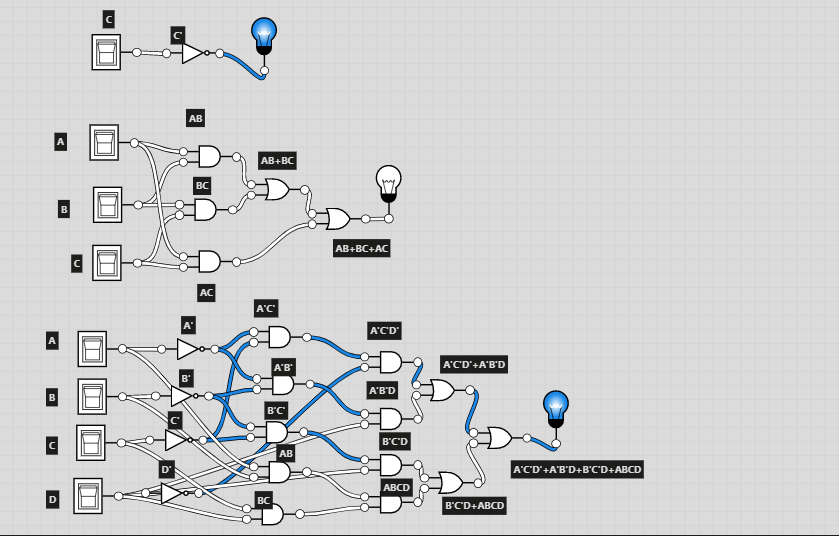 C
C'
AB
A
AB+BC
BC
B
AB+BC+AC
C
AC
A'C'
A'
A'C'D'
A
A'C'D'+A'B'D
A'B'
B'
A'B'D
B
B'C'
C'
B'C'D
C
AB
A'C'D'+A'B'D+B'C'D+ABCD
D'
ABCD
D
BC
B'C'D+ABCD